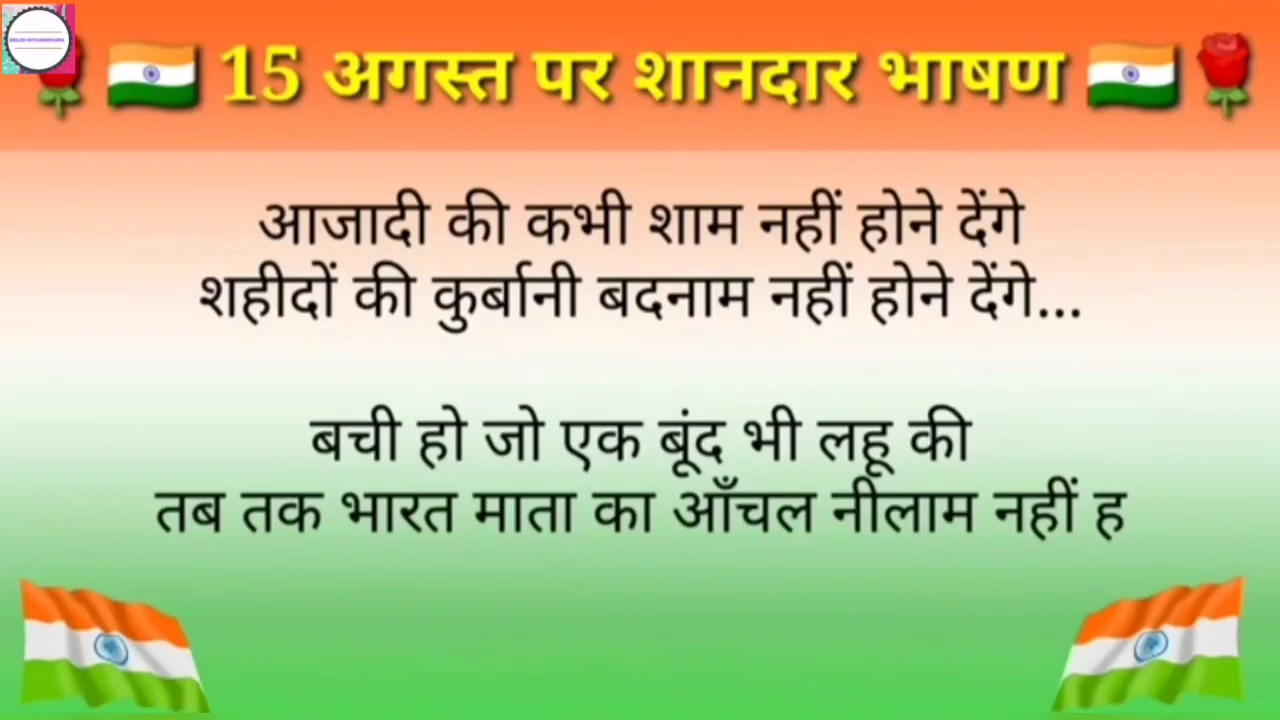 15 अगस्त पर शानदार भाषण
आजादी की कभी शाम नहीं होने देंगे
शहीदों की कुर्बानी बदनाम नहीं होने देंगे...
बची हो जो एक बूंद भी लहू की
तब तक भारत माता का आँचल नीलाम नहीं ह